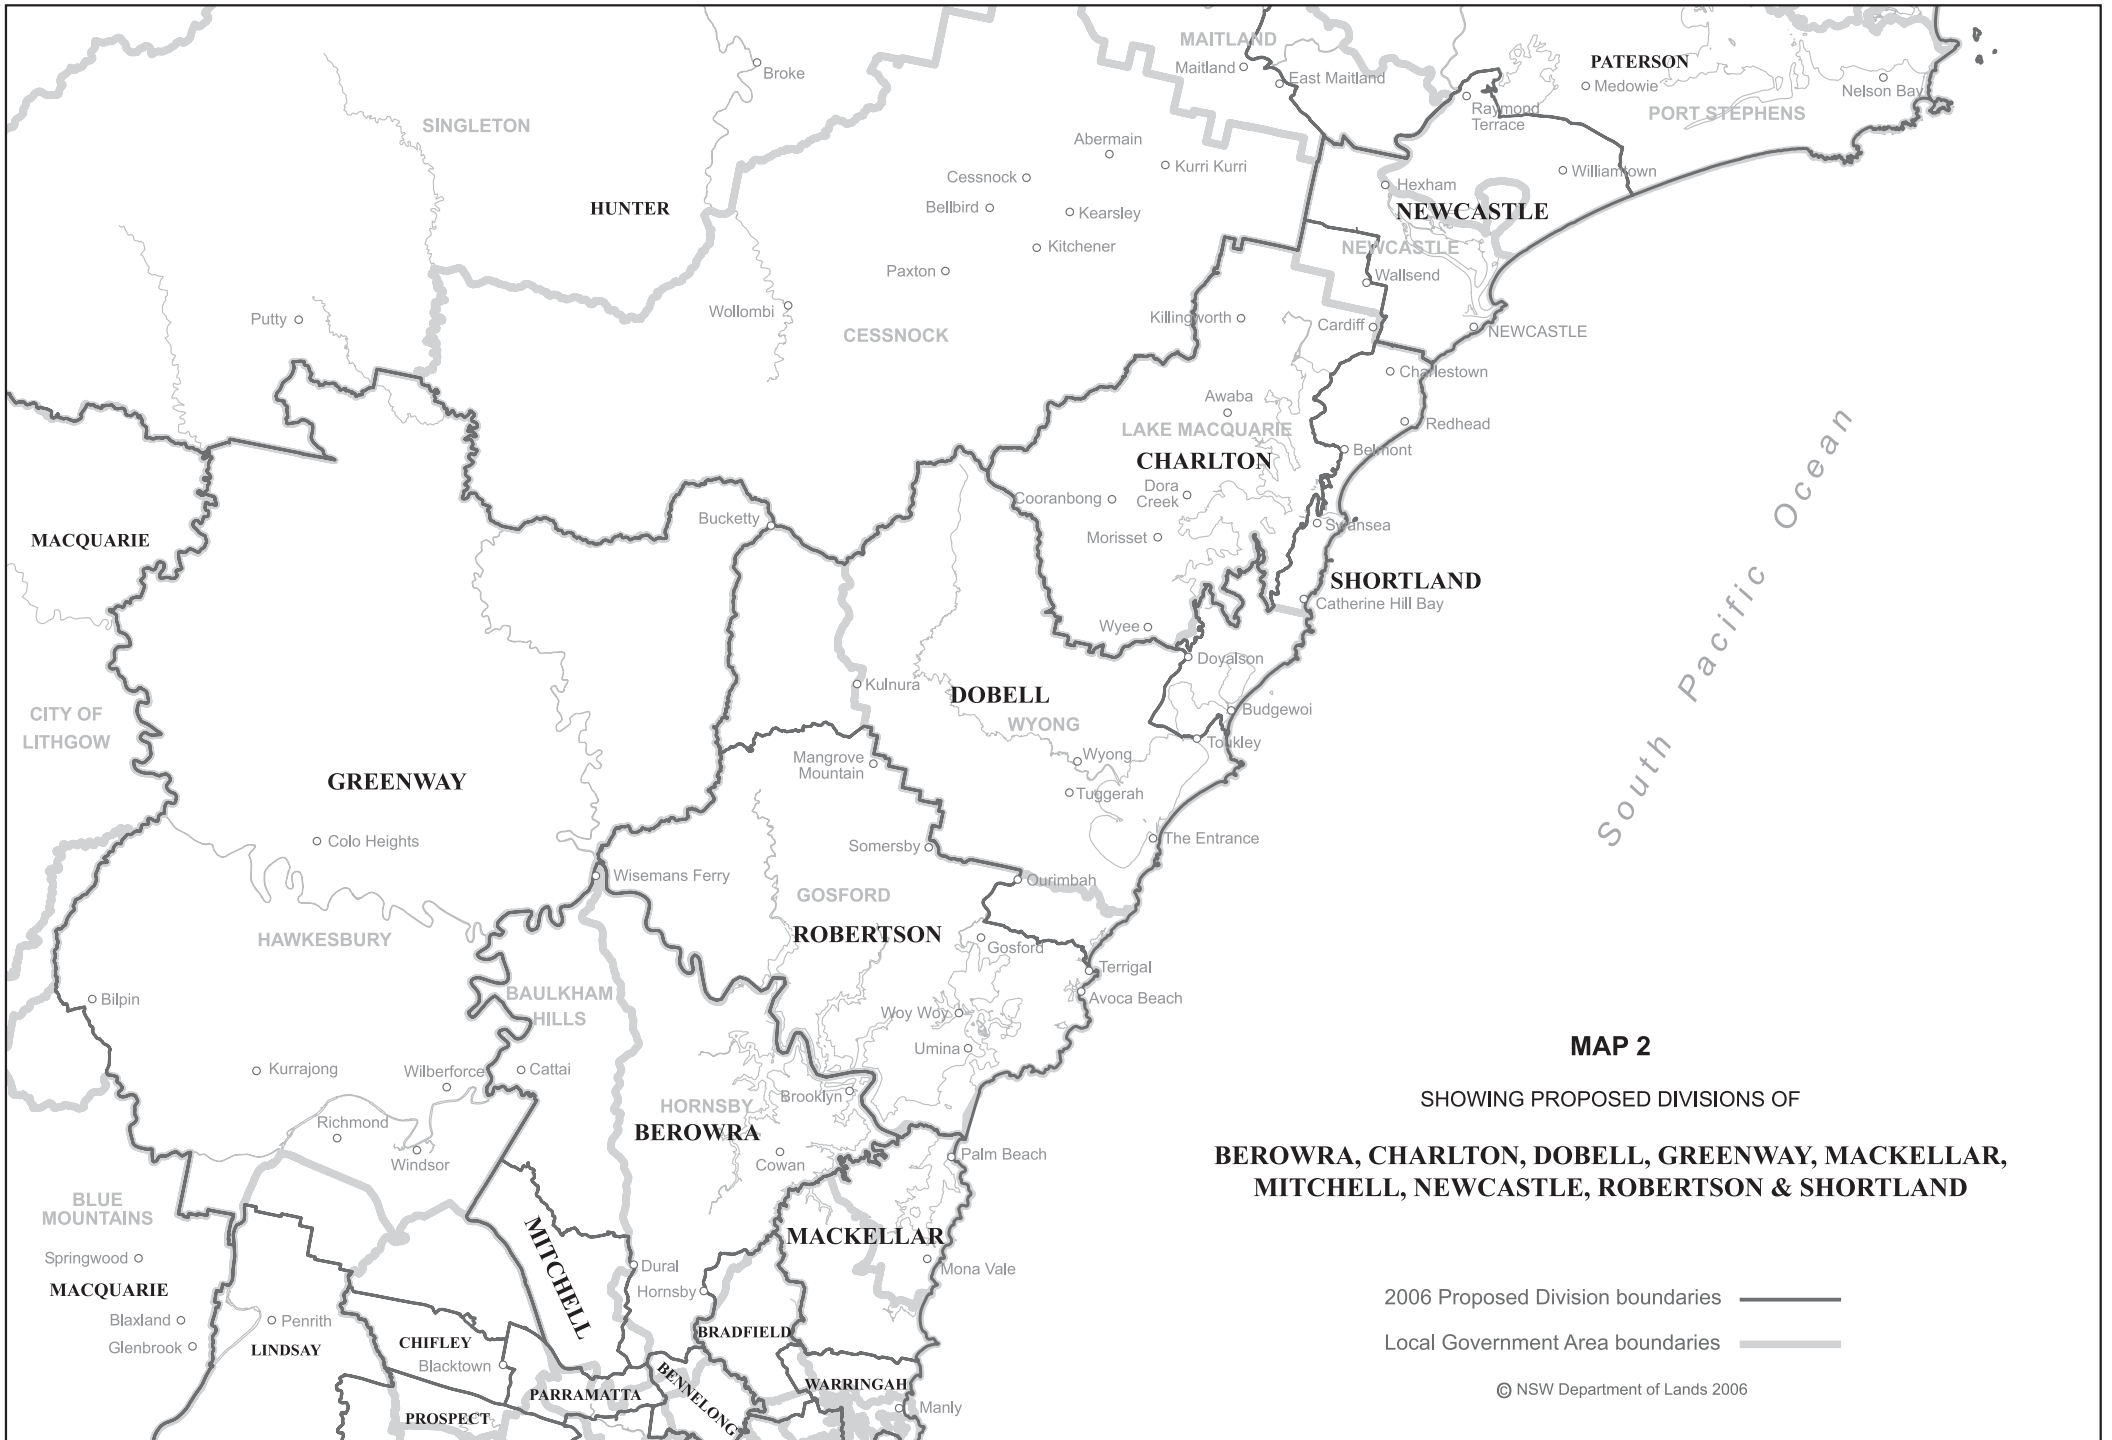 MAITLAND
Maitland
East Maitland
PATERSON
Medowie
Nelson Bay
Raymond
Terrace
PORT STEPHENS
Broke
SINGLETON
Abermain
Kurri Kurri
Cessnock
Williamtown
Hexham
HUNTER
Bellbird
Kearsley
NEWCASTLE
Kitchener
NEWCASTLE
Paxton
Wallsend
Wollombi
Putty
Killingworth
Cardiff
NEWCASTLE
CESSNOCK
Charlestown
Awaba
Redhead
LAKE MACQUARIE
Belmont
CHARLTON
Dora
Creek
Cooranbong
Bucketty
Swansea
MACQUARIE
Morisset
SHORTLAND
Catherine Hill Bay
Wyee
Doyalson
South Pacific Ocean
Kulnura
DOBELL
Budgewoi
CITY OF
LITHGOW
WYONG
Toukley
Mangrove
Mountain
Wyong
GREENWAY
Tuggerah
Colo Heights
Somersby
The Entrance
Wisemans Ferry
Ourimbah
GOSFORD
HAWKESBURY
ROBERTSON
Gosford
Terrigal
Bilpin
BAULKHAM
HILLS
Avoca Beach
Woy Woy
Umina
Kurrajong
Wilberforce
Cattai
Brooklyn
HORNSBY
Richmond
BEROWRA
Windsor
Cowan
Palm Beach
BLUE
MOUNTAINS
MITCHELL
MACKELLAR
Springwood
Dural
Mona Vale
MACQUARIE
Hornsby
Blaxland
Penrith
BRADFIELD
Glenbrook
LINDSAY
CHIFLEY
Blacktown
PARRAMATTA
BENNELONG
WARRINGAH
PROSPECT
Manly
MAP 2
SHOWING PROPOSED DIVISIONS OF
BEROWRA, CHARLTON, DOBELL, GREENWAY, MACKELLAR,
MITCHELL, NEWCASTLE, ROBERTSON & SHORTLAND
2006 Proposed Division boundaries
Local Government Area boundaries
© NSW Department of Lands 2006